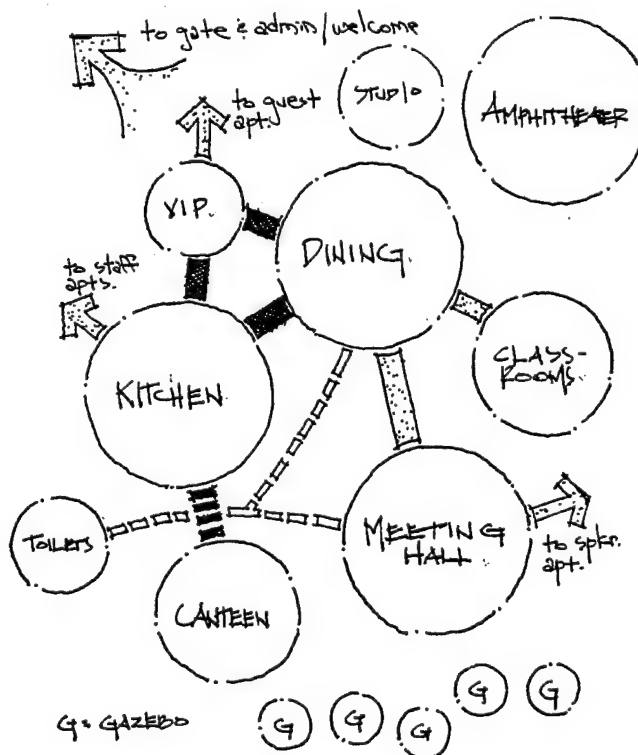 to gate & admin/welcome
to guest
apt.
STUDIO
AMPHITHEATER
VIP.
DINING.
to staff
apts.
CLASS-
ROOMS.
KITCHEN
TOILETS
MEETING
HALL.
to spkr.
apt.
CANTEEN
G = GAZEBO
G
G
G
G
G